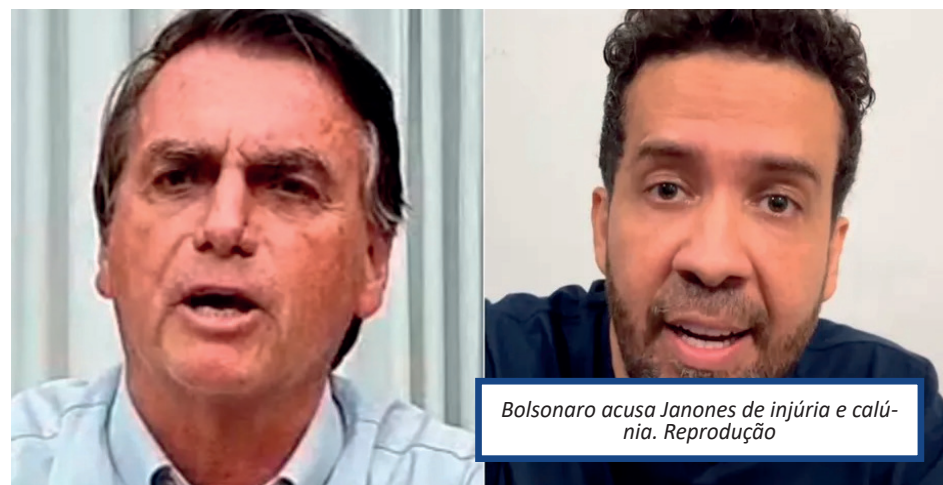 Bolsonaro acusa Janones de injúria e calú-
nia. Reprodução